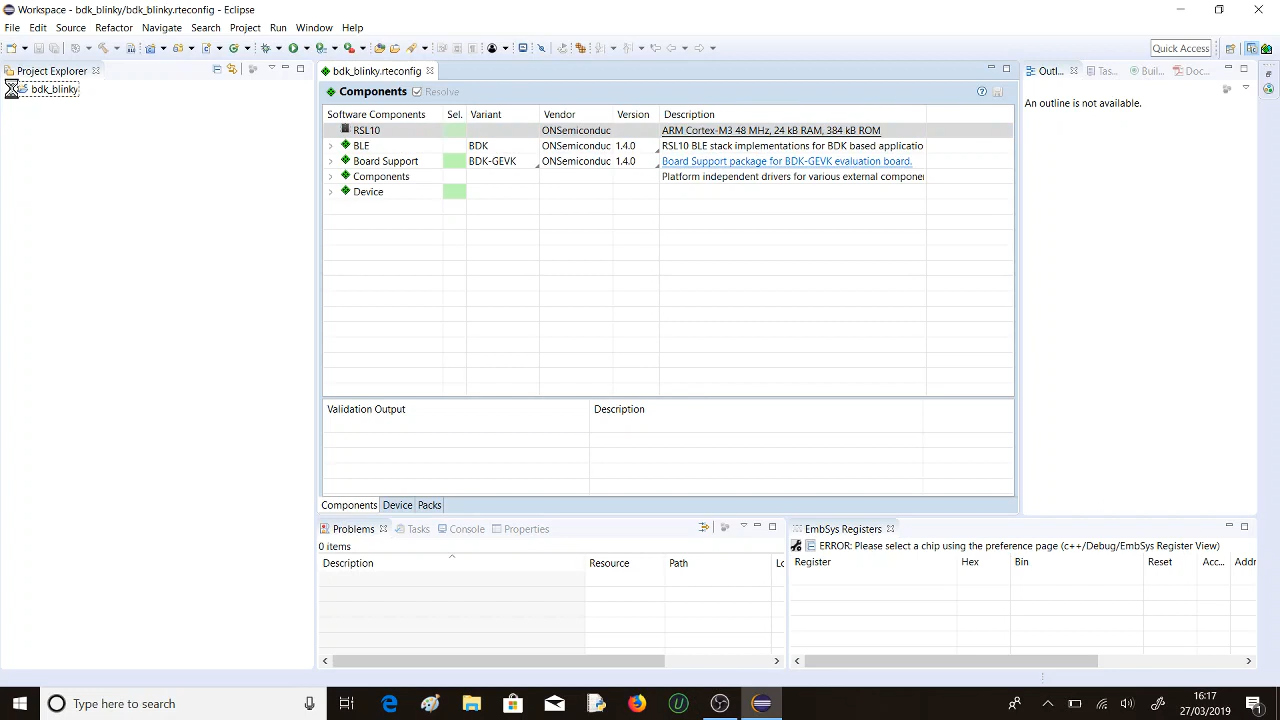 Workspace - bdk_blinky/bdk_blinky.rteconfig - Eclipse
File Edit Source Refactor Navigate Search Project Run Window Help
Quick Access
Project Explorer
bdk_blinky.rteconfig
Outl... Tas... Buil... Doc...
bdk_blinky
Components Resolve
An outline is not available.
Software Components Sel. Variant Vendor Version Description
RSL10 ONSemiconduc ARM Cortex-M3 48 MHz, 24 kB RAM, 384 kB ROM
BLE BDK ONSemiconduc 1.4.0 RSL10 BLE stack implementations for BDK based applicatio
Board Support BDK-GEVK ONSemiconduc 1.4.0 Board Support package for BDK-GEVK evaluation board.
Components Platform independent drivers for various external componer
Device
Validation Output Description
Components Device Packs
Problems Tasks Console Properties
0 items
Description Resource Path Lc
EmbSys Registers
ERROR: Please select a chip using the preference page (c++/Debug/EmbSys Register View)
Register Hex Bin Reset Acc... Addr
Type here to search
16:17
27/03/2019
1